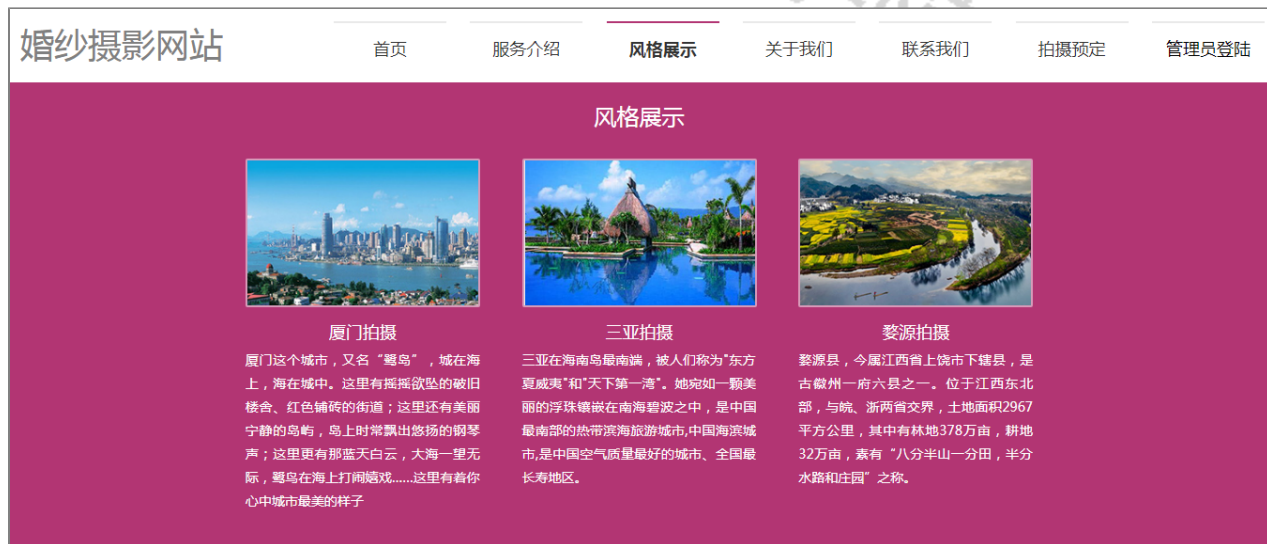 婚纱摄影网站
首页
服务介绍
风格展示
关于我们
联系我们
拍摄预定
管理员登陆
风格展示
厦门拍摄
厦门这个城市，又名“鹭岛”，城在海
上，海在城中。这里有摇摇欲坠的破旧
楼舍、红色铺砖的街道；这里还有美丽
宁静的岛屿，岛上时常飘出悠扬的钢琴
声；这里更有那蓝天白云，大海一望无
际，鹭鸟在海上打闹嬉戏......这里有着你
心中城市最美的样子
三亚拍摄
三亚在海南岛最南端，被人们称为"东方
夏威夷"和"天下第一湾"。她宛如一颗美
丽的浮珠镶嵌在南海碧波之中，是中国
最南部的热带滨海旅游城市,中国海滨城
市,是中国空气质量最好的城市、全国最
长寿地区。
婺源拍摄
婺源县，今属江西省上饶市下辖县，是
古徽州一府六县之一。位于江西东北
部，与皖、浙两省交界，土地面积2967
平方公里，其中有林地378万亩，耕地
32万亩，素有“八分半山一分田，半分
水路和庄园”之称。